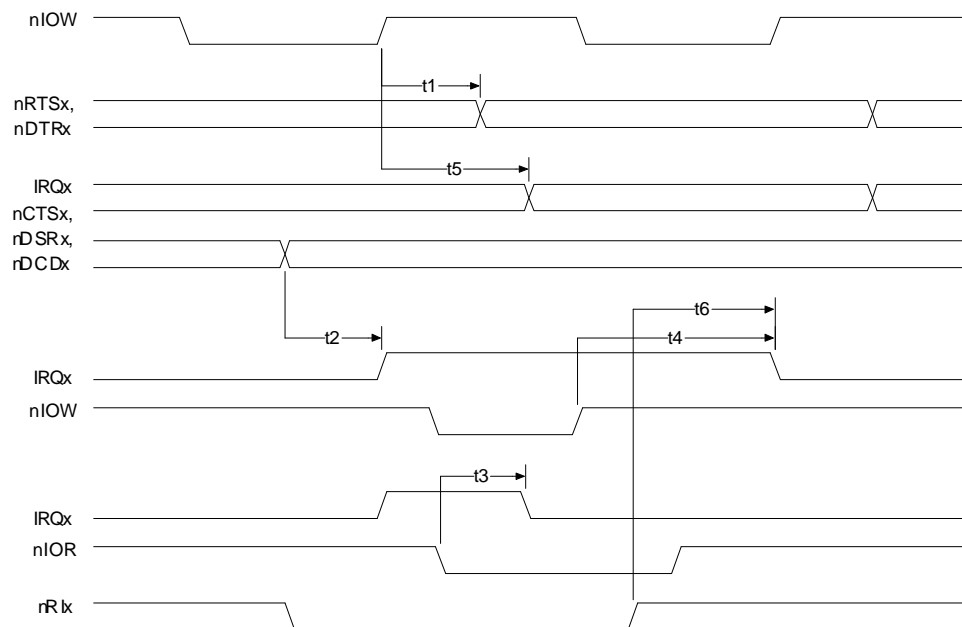 nIOW
t1
nRTSx,
nDTRx
t5
IRQx
nCTSx,
nDSRx,
nDCDx
t6
t2
t4
IRQx
nIOW
t3
IRQx
nIOR
nRIx